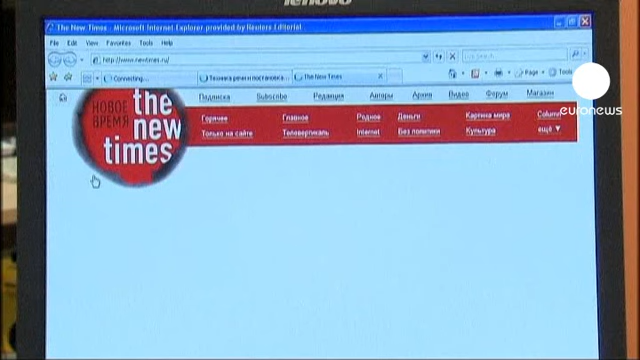 lenovo
The New Times - Microsoft Internet Explorer provided by Reuters Editorial
File Edit View Favorites Tools Help
http://www.newtimes.ru/
Connecting...
The New Times
Page Tools
euronews
Подписка Subscribe Редакция Авторы Архив Видео Форум Магазин
НОВОЕ ВРЕМЯ
the new times
Горячее Главное Родное Деньги Картина мира Column
Только на сайте Телевертикаль Internet Без политики Культура ещё ▼